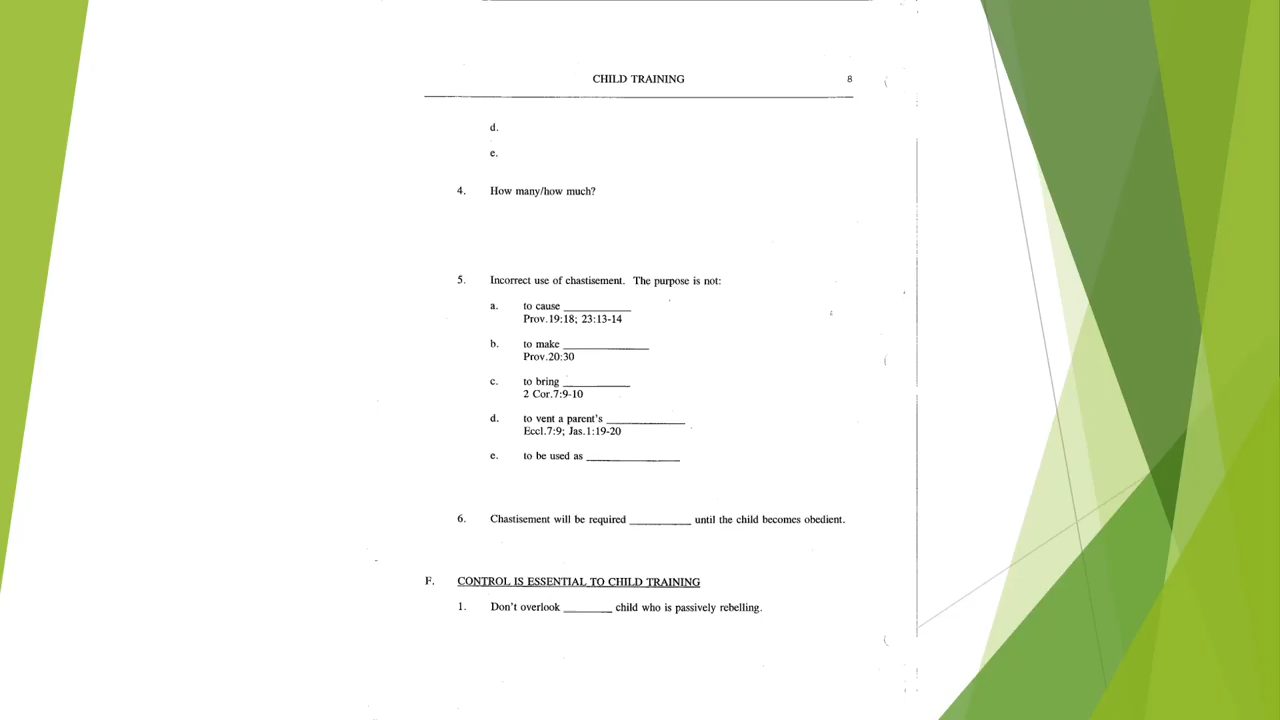 CHILD TRAINING 8
d.
e.
4. How many/how much?
5. Incorrect use of chastisement. The purpose is not:
a. to cause ____________
Prov.19:18; 23:13-14
b. to make _______________
Prov.20:30
c. to bring ____________
2 Cor.7:9-10
d. to vent a parent's ______________
Eccl.7:9; Jas.1:19-20
e. to be used as ________________
6. Chastisement will be required ___________ until the child becomes obedient.
F. CONTROL IS ESSENTIAL TO CHILD TRAINING
1. Don't overlook _________ child who is passively rebelling.